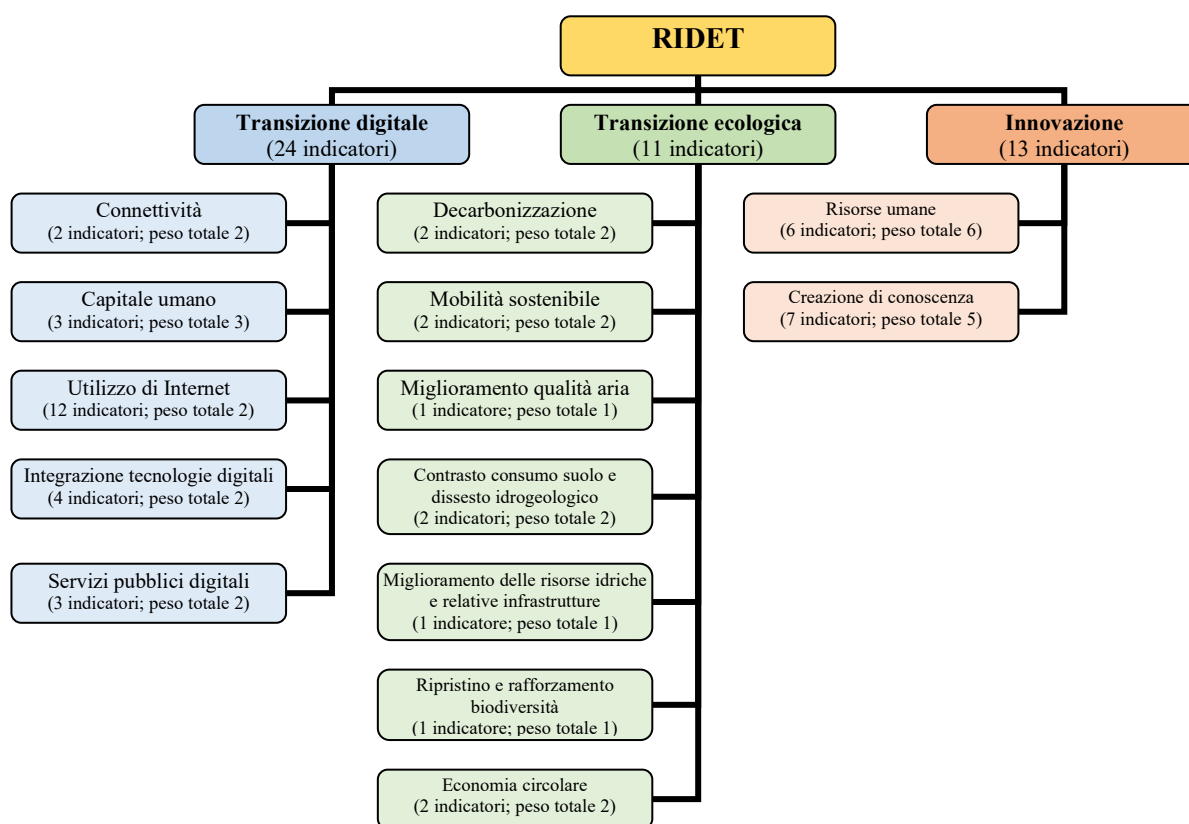 RIDET
Transizione digitale
(24 indicatori)
Connettività
(2 indicatori; peso totale 2)
Capitale umano
(3 indicatori; peso totale 3)
Utilizzo di Internet
(12 indicatori; peso totale 2)
Integrazione tecnologie digitali
(4 indicatori; peso totale 2)
Servizi pubblici digitali
(3 indicatori; peso totale 2)
Transizione ecologica
(11 indicatori)
Decarbonizzazione
(2 indicatori; peso totale 2)
Mobilità sostenibile
(2 indicatori; peso totale 2)
Miglioramento qualità aria
(1 indicatore; peso totale 1)
Contrasto consumo suolo e
dissesto idrogeologico
(2 indicatori; peso totale 2)
Miglioramento delle risorse idriche
e relative infrastrutture
(1 indicatore; peso totale 1)
Ripristino e rafforzamento
biodiversità
(1 indicatore; peso totale 1)
Economia circolare
(2 indicatori; peso totale 2)
Innovazione
(13 indicatori)
Risorse umane
(6 indicatori; peso totale 6)
Creazione di conoscenza
(7 indicatori; peso totale 5)